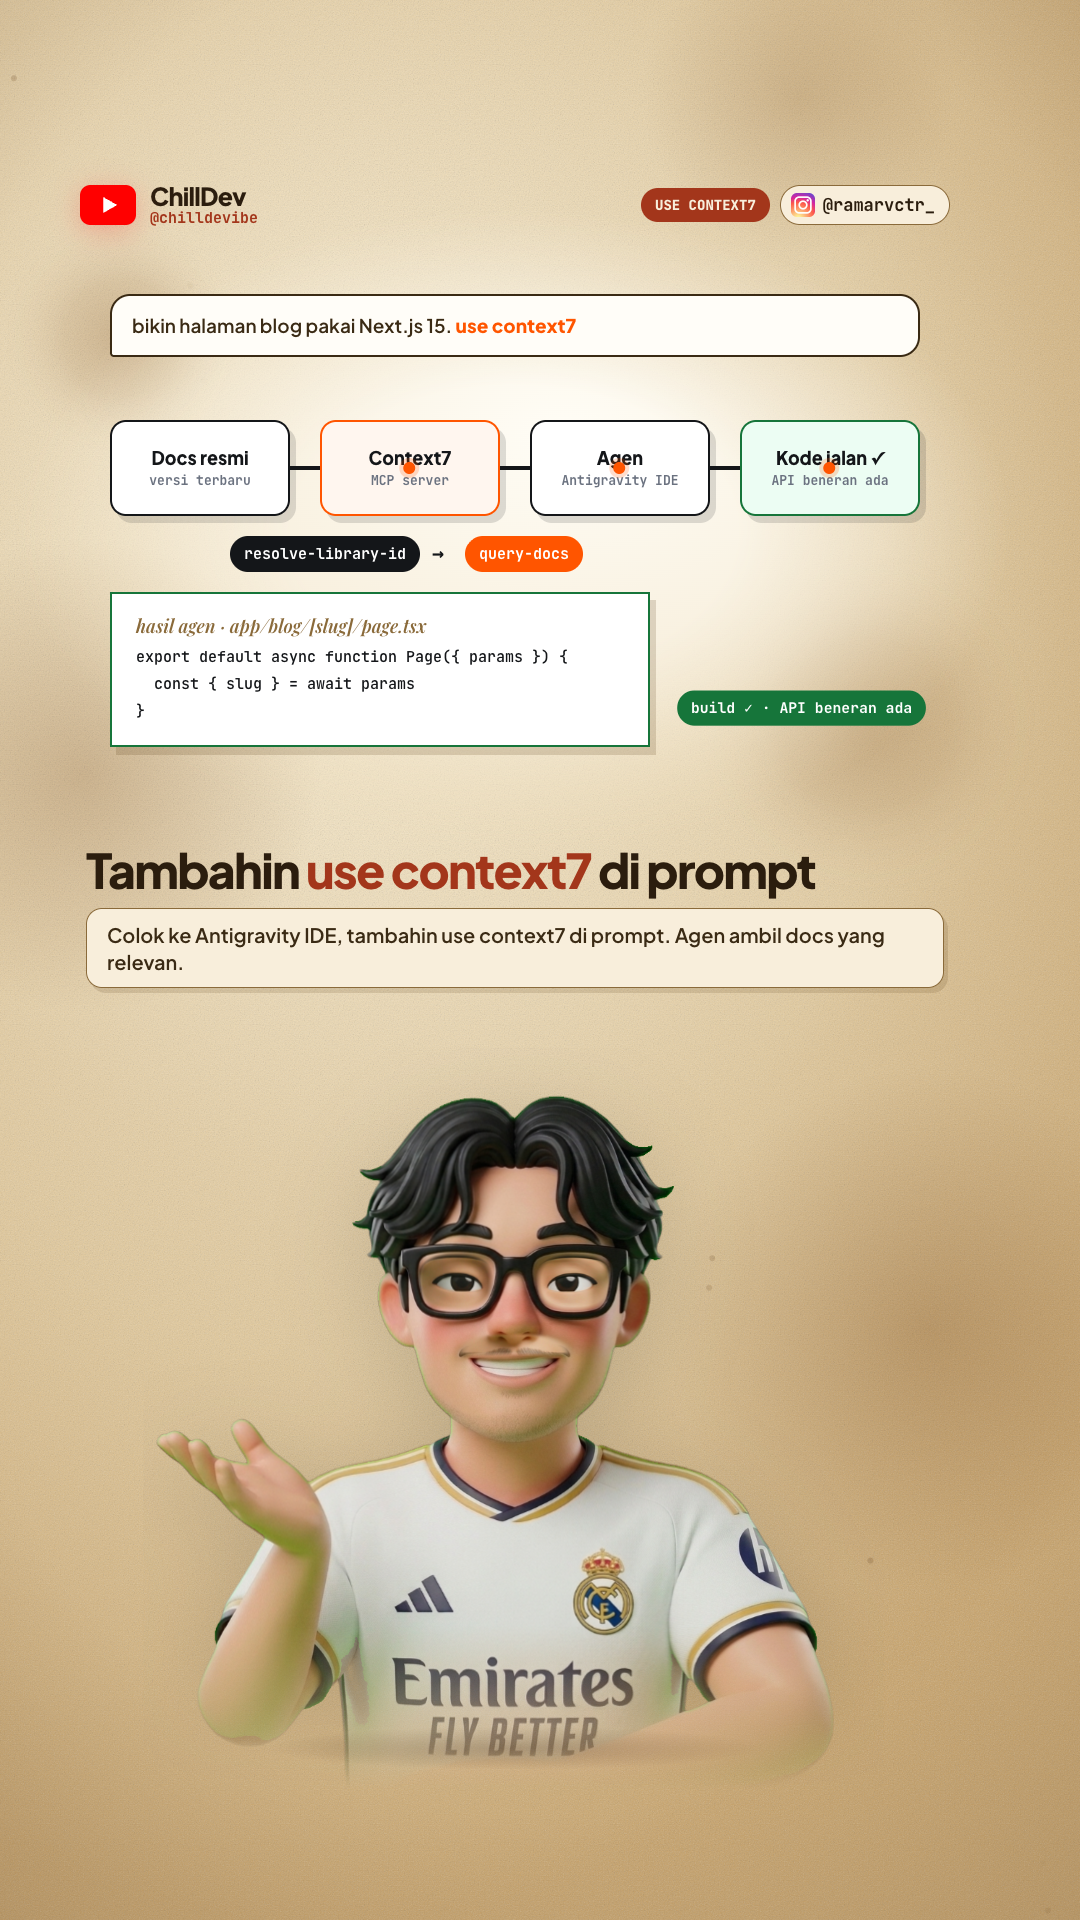 ChillDev
@chilldevibe
USE CONTEXT7
@ramarvctr_
bikin halaman blog pakai Next.js 15. use context7
Docs resmi
versi terbaru
Context7
MCP server
Agen
Antigravity IDE
Kode jalan ✓
API beneran ada
resolve-library-id → query-docs
hasil agen · app/blog/[slug]/page.tsx
export default async function Page({ params }) {
const { slug } = await params
}
build ✓ · API beneran ada
Tambahin use context7 di prompt
Colok ke Antigravity IDE, tambahin use context7 di prompt. Agen ambil docs yang
relevan.
h
Emirates
FLY BETTER